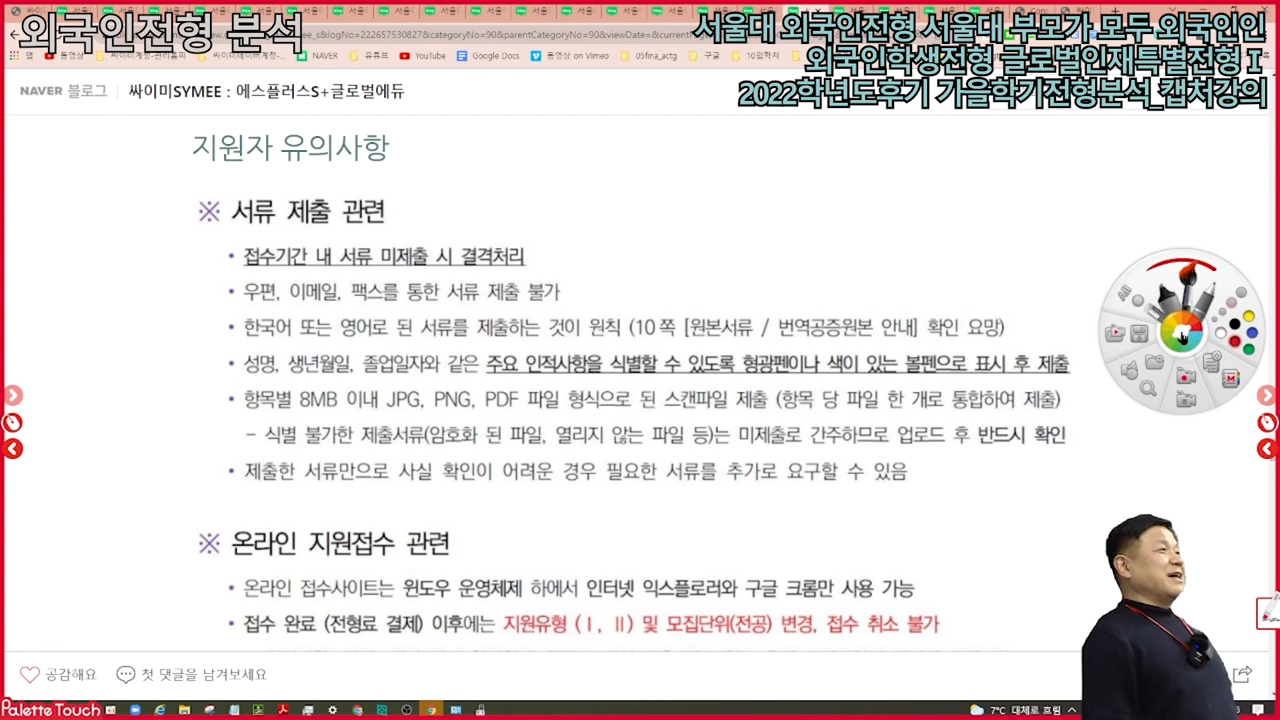 외국인전형 분석
서울대 외국인전형 서울대 부모가 모두 외국인인
외국인학생전형 글로벌인재특별전형 I
2022학년도후기 가을학기전형분석_캡처강의
e_s&logNo=222657530827&categoryNo=90&parentCategoryNo=90&viewDate=&current
앱 동영상 NAVER 유튜브 YouTube Google Docs 동영상 on Vimeo 05fina_actg 구글 10입학처
NAVER 블로그 싸이미SYMEE : 에스플러스S+글로벌에듀
지원자 유의사항
※ 서류 제출 관련
• 접수기간 내 서류 미제출 시 결격처리
• 우편, 이메일, 팩스를 통한 서류 제출 불가
• 한국어 또는 영어로 된 서류를 제출하는 것이 원칙 (10쪽 [원본서류 / 번역공증원본 안내] 확인 요망)
• 성명, 생년월일, 졸업일자와 같은 주요 인적사항을 식별할 수 있도록 형광펜이나 색이 있는 볼펜으로 표시 후 제출
• 항목별 8MB 이내 JPG, PNG, PDF 파일 형식으로 된 스캔파일 제출 (항목 당 파일 한 개로 통합하여 제출)
– 식별 불가한 제출서류(암호화 된 파일, 열리지 않는 파일 등)는 미제출로 간주하므로 업로드 후 반드시 확인
• 제출한 서류만으로 사실 확인이 어려운 경우 필요한 서류를 추가로 요구할 수 있음
※ 온라인 지원접수 관련
• 온라인 접수사이트는 윈도우 운영체제 하에서 인터넷 익스플로러와 구글 크롬만 사용 가능
• 접수 완료 (전형료 결제) 이후에는 지원유형 (Ⅰ, Ⅱ) 및 모집단위(전공) 변경, 접수 취소 불가
All
공감해요 첫 댓글을 남겨보세요
Palette Touch
7°C 대체로 흐림